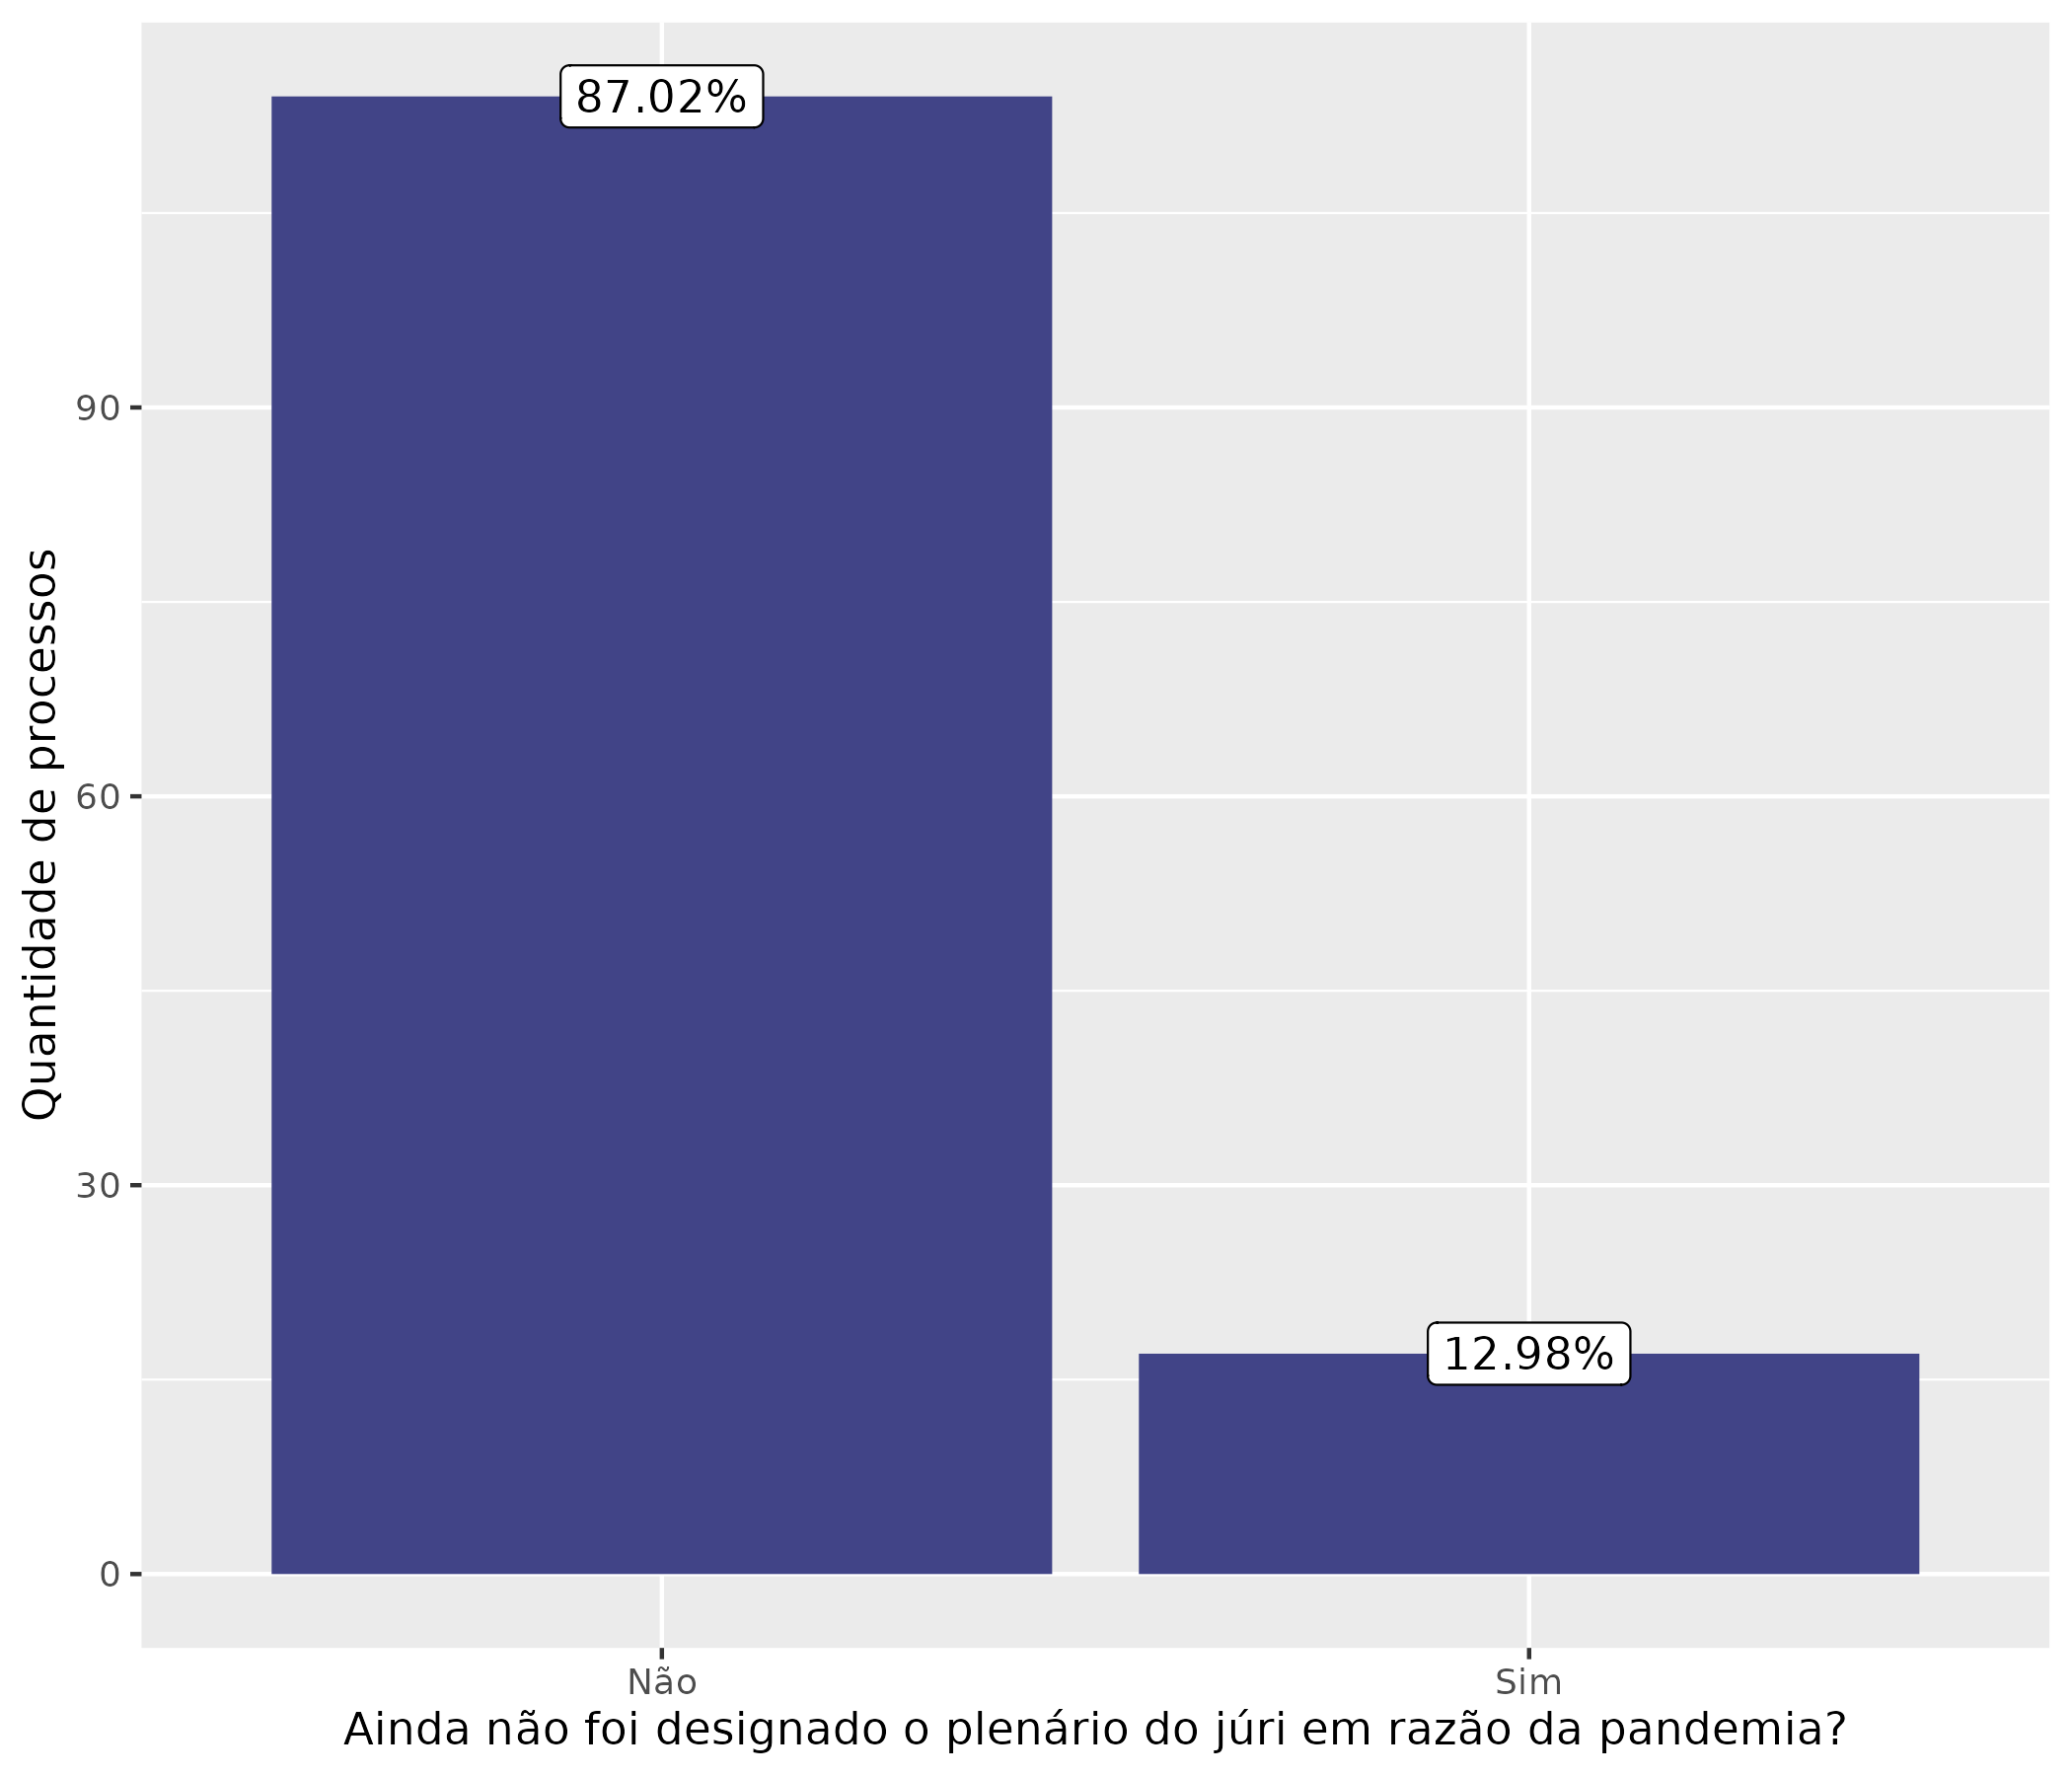 87.02%
90
60
30
0
12.98%
Quantidade de processos
Não
Sim
Ainda não foi designado o plenário do júri em razão da pandemia?